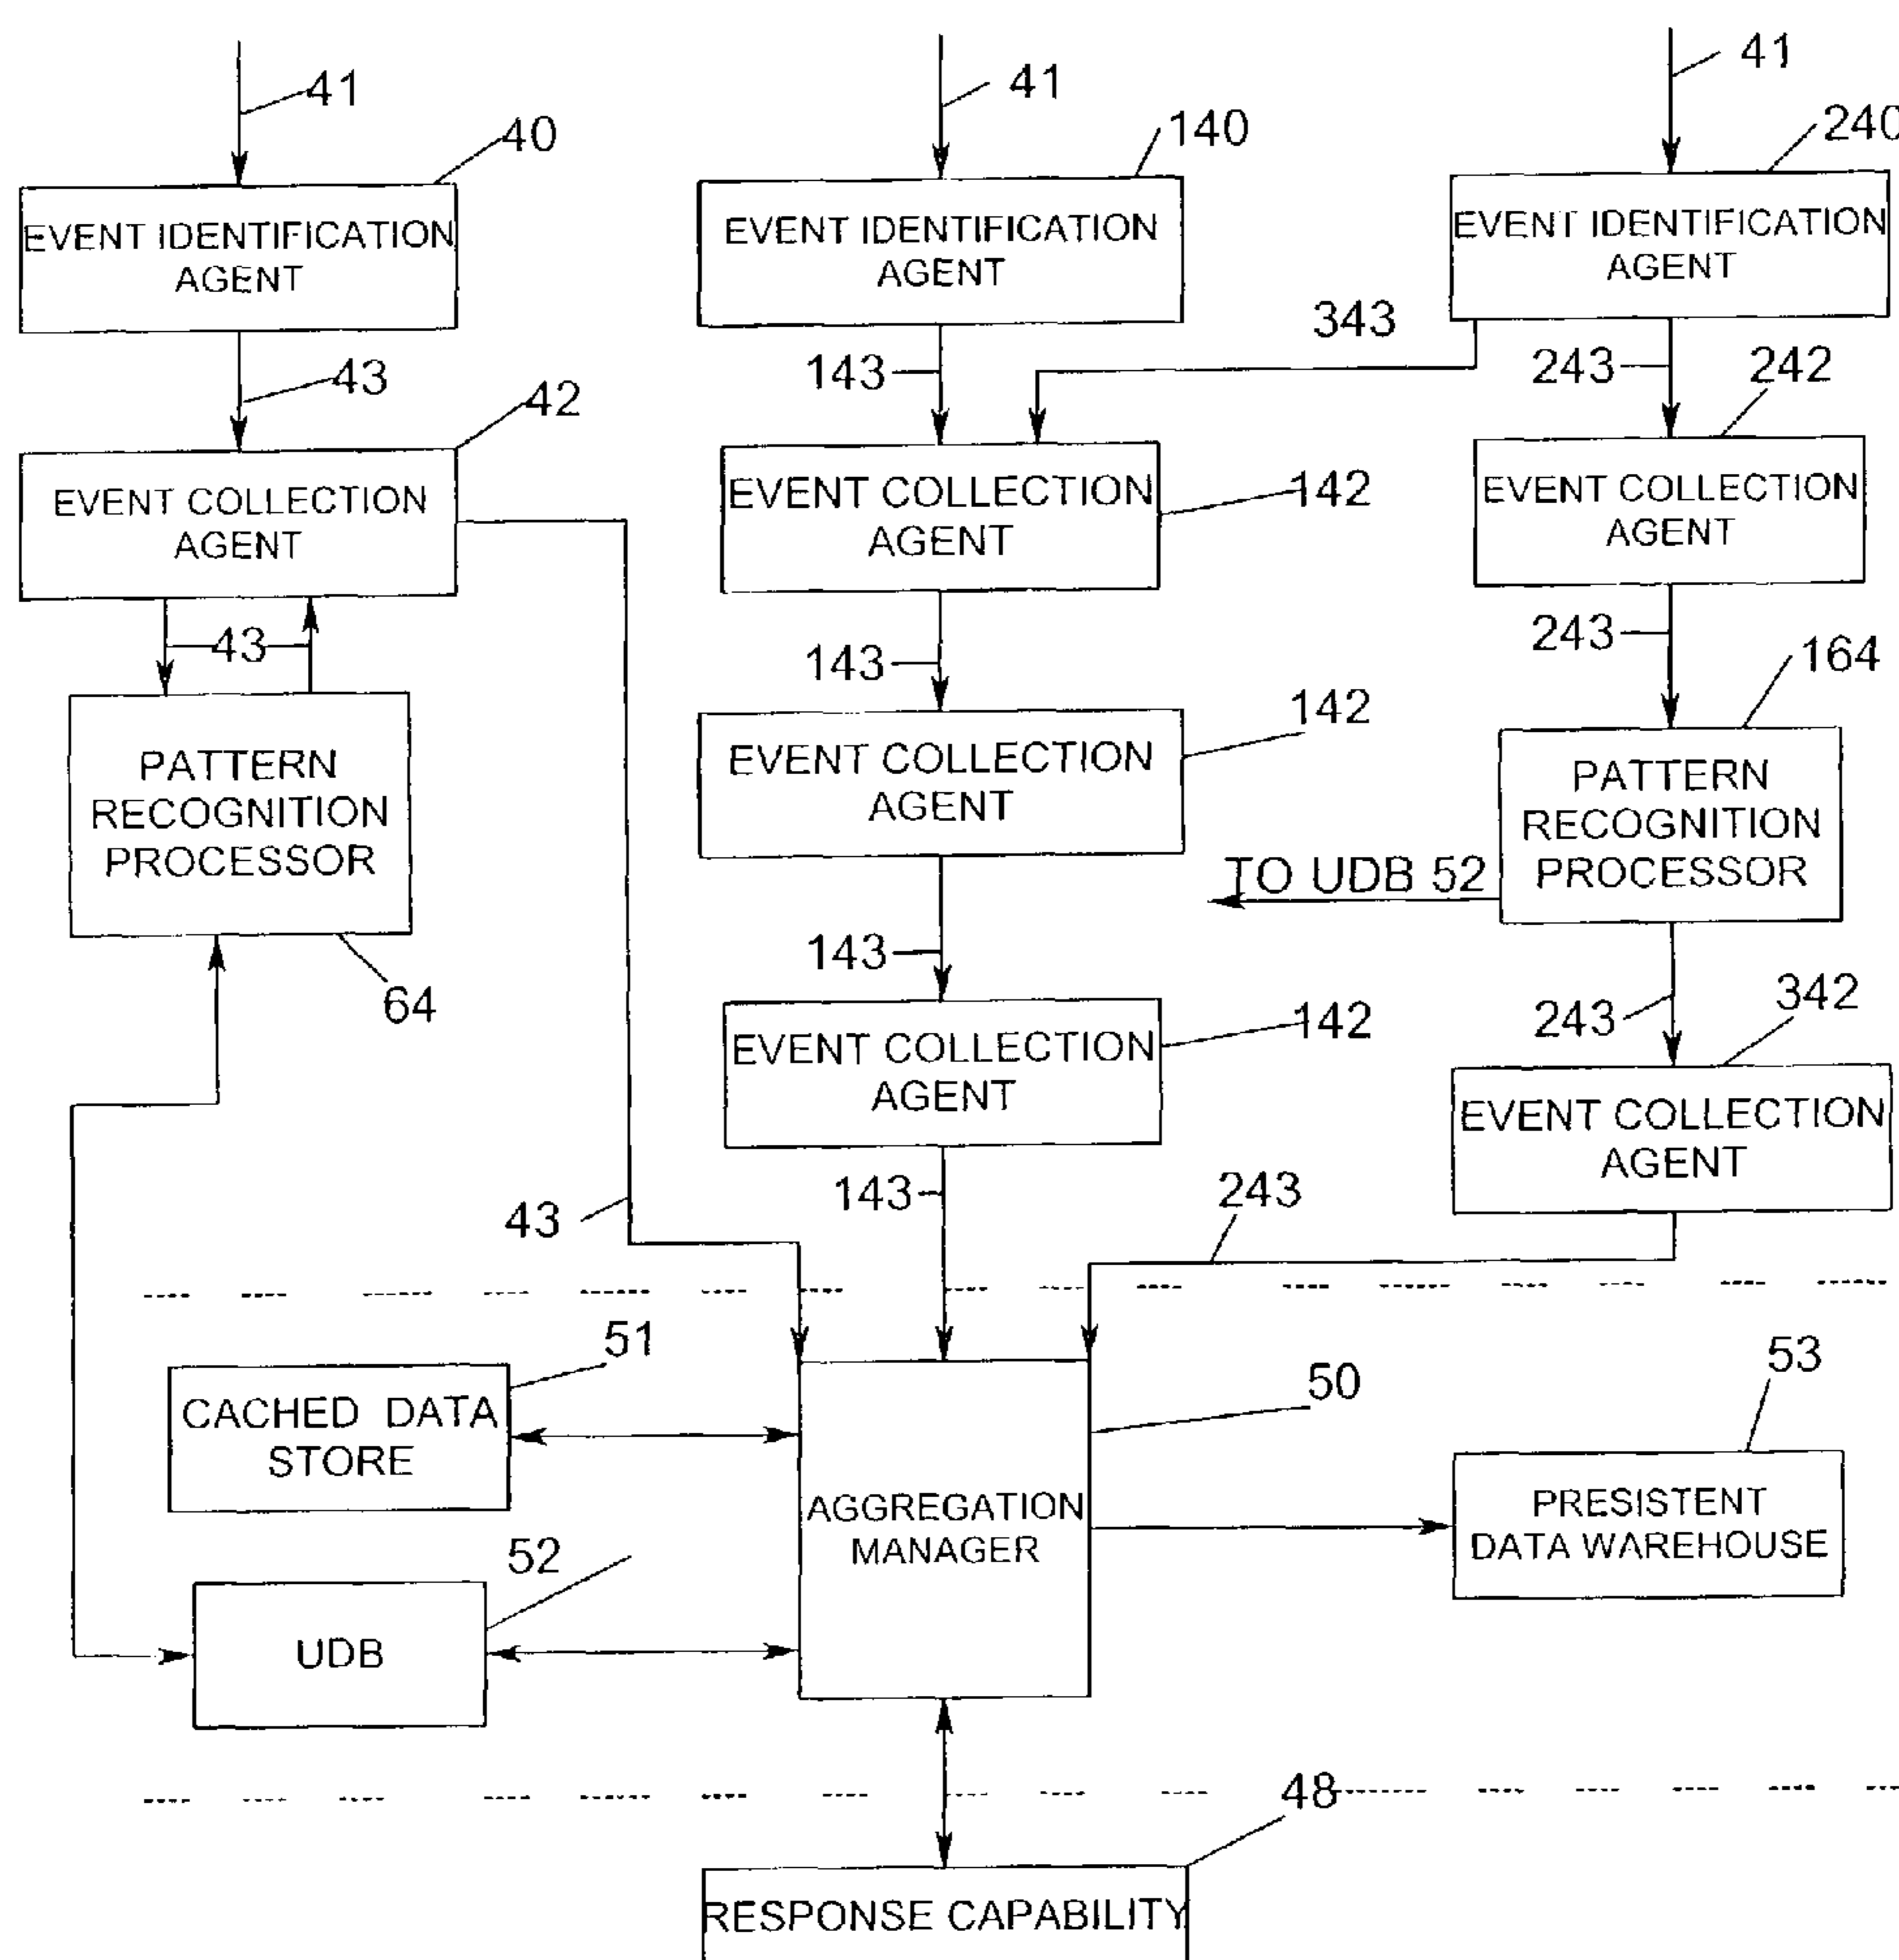 41
41
41
40
140
240
EVENT IDENTIFICATION
AGENT
EVENT IDENTIFICATION
AGENT
EVENT IDENTIFICATION
AGENT
343
43
143
243
242
42
EVENT COLLECTION
AGENT
EVENT COLLECTION
AGENT
142
EVENT COLLECTION
AGENT
43
143
243
164
142
PATTERN
RECOGNITION
PROCESSOR
EVENT COLLECTION
AGENT
PATTERN
RECOGNITION
PROCESSOR
TO UDB 52
64
143
243
342
142
EVENT COLLECTION
AGENT
EVENT COLLECTION
AGENT
43
143
243
51
50
53
CACHED DATA
STORE
AGGREGATION
MANAGER
PRESISTENT
DATA WAREHOUSE
52
UDB
48
RESPONSE CAPABILITY